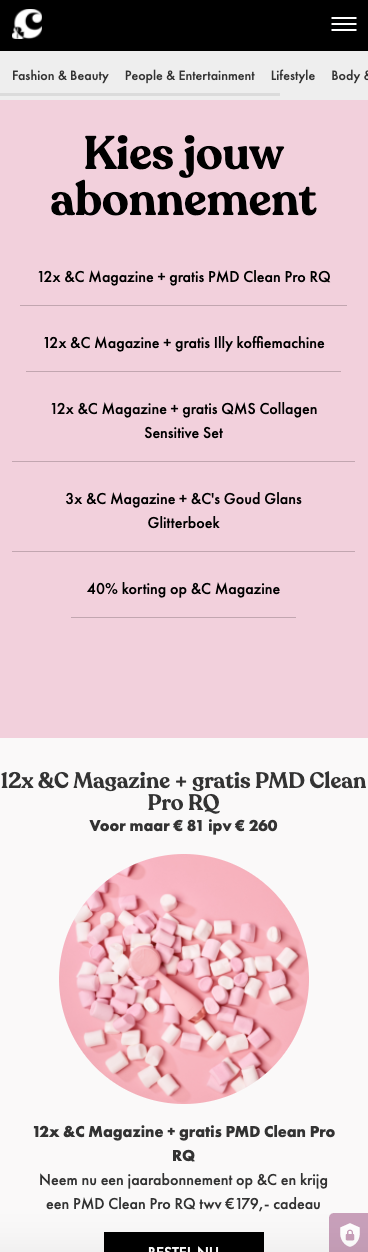 &C
Fashion & Beauty People & Entertainment Lifestyle Body &
Kies jouw
abonnement
12x &C Magazine + gratis PMD Clean Pro RQ
12x &C Magazine + gratis Illy koffiemachine
12x &C Magazine + gratis QMS Collagen
Sensitive Set
3x &C Magazine + &C's Goud Glans
Glitterboek
40% korting op &C Magazine
12x &C Magazine + gratis PMD Clean
Pro RQ
Voor maar € 81 ipv € 260
12x &C Magazine + gratis PMD Clean Pro
RQ
Neem nu een jaarabonnement op &C en krijg
een PMD Clean Pro RQ twv €179,- cadeau
BESTEL NU